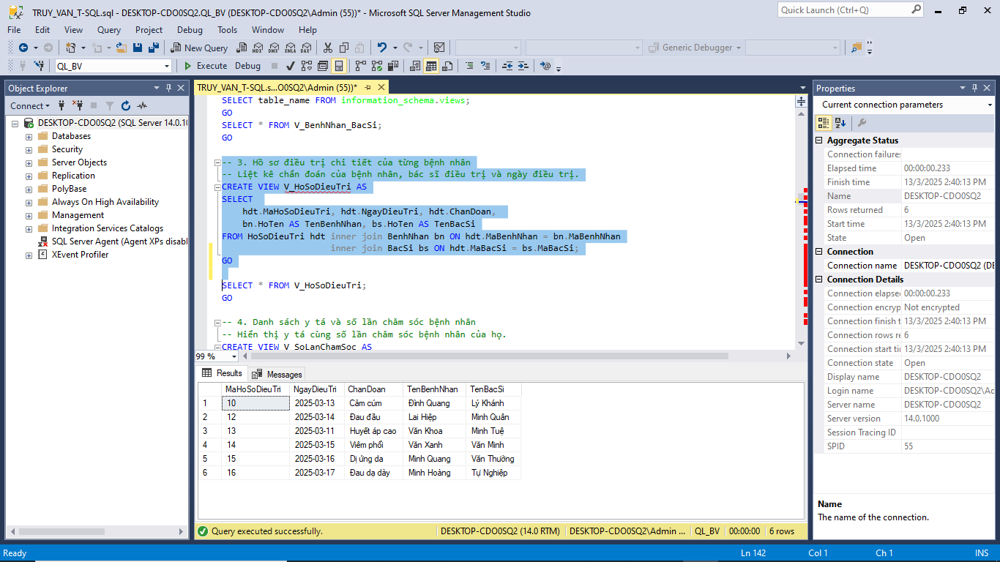 TRUY_VAN_T-SQL.sql - DESKTOP-CDO0SQ2.QL_BV (DESKTOP-CDO0SQ2\Admin (55))* - Microsoft SQL Server Management Studio
Quick Launch (Ctrl+Q)
File Edit View Query Project Debug Tools Window Help
New Query MDX DMX XMLA DAX Generic Debugger
QL_BV Execute Debug
Object Explorer
Connect
DESKTOP-CDO0SQ2 (SQL Server 14.0.10
Databases
Security
Server Objects
Replication
PolyBase
Always On High Availability
Management
Integration Services Catalogs
SQL Server Agent (Agent XPs disabl
XEvent Profiler
TRUY_VAN_T-SQL.s...O0SQ2\Admin (55))*
SELECT table_name FROM information_schema.views;
GO
SELECT * FROM V_BenhNhan_BacSi;
GO
-- 3. Hồ sơ điều trị chi tiết của từng bệnh nhân
-- Liệt kê chẩn đoán của bệnh nhân, bác sĩ điều trị và ngày điều trị.
CREATE VIEW V_HoSoDieuTri AS
SELECT
hdt.MaHoSoDieuTri, hdt.NgayDieuTri, hdt.ChanDoan,
bn.HoTen AS TenBenhNhan, bs.HoTen AS TenBacSi
FROM HoSoDieuTri hdt inner join BenhNhan bn ON hdt.MaBenhNhan = bn.MaBenhNhan
inner join BacSi bs ON hdt.MaBacSi = bs.MaBacSi;
GO
SELECT * FROM V_HoSoDieuTri;
GO
-- 4. Danh sách y tá và số lần chăm sóc bệnh nhân
-- Hiển thị y tá cùng số lần chăm sóc bệnh nhân của họ.
CREATE VIEW V_SoLanChamSoc AS
99 %
Results Messages
MaHoSoDieuTri NgayDieuTri ChanDoan TenBenhNhan TenBacSi
1 10 2025-03-13 Cảm cúm Đình Quang Lý Khánh
2 12 2025-03-14 Đau đầu Lai Hiệp Minh Quân
3 13 2025-03-11 Huyết áp cao Văn Khoa Minh Tuệ
4 14 2025-03-15 Viêm phổi Văn Xanh Văn Minh
5 15 2025-03-16 Dị ứng da Minh Quang Văn Thưởng
6 16 2025-03-17 Đau dạ dày Minh Hoàng Tự Nghiệp
Query executed successfully. DESKTOP-CDO0SQ2 (14.0 RTM) DESKTOP-CDO0SQ2\Admin ... QL_BV 00:00:00 6 rows
Properties
Current connection parameters
Aggregate Status
Connection failures
Elapsed time 00:00:00.233
Finish time 13/3/2025 2:40:13 PM
Name DESKTOP-CDO0SQ2
Rows returned 6
Start time 13/3/2025 2:40:13 PM
State Open
Connection
Connection name DESKTOP-CDO0SQ2 (DE
Connection Details
Connection elapse 00:00:00.233
Connection encryp Not encrypted
Connection finish t 13/3/2025 2:40:13 PM
Connection rows re 6
Connection start ti 13/3/2025 2:40:13 PM
Connection state Open
Display name DESKTOP-CDO0SQ2
Login name DESKTOP-CDO0SQ2\Ad
Server name DESKTOP-CDO0SQ2
Server version 14.0.1000
Session Tracing ID
SPID 55
Name
The name of the connection.
Ready Ln 142 Col 1 Ch 1 INS